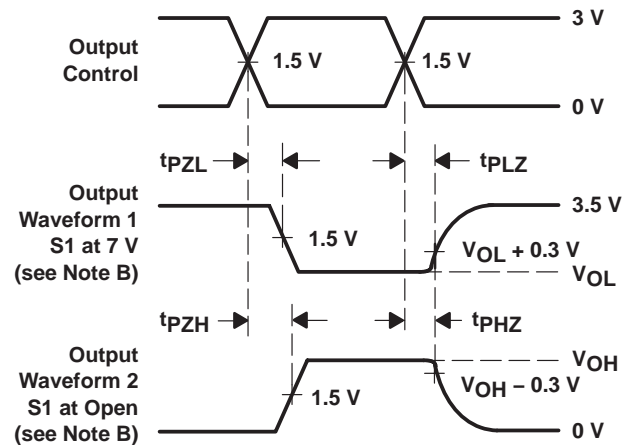 3 V
Output
Control
1.5 V
1.5 V
0 V
tPZL
tPLZ
Output
Waveform 1
S1 at 7 V
(see Note B)
3.5 V
1.5 V
VOL + 0.3 V
VOL
tPZH
tPHZ
Output
Waveform 2
S1 at Open
(see Note B)
VOH
1.5 V
VOH − 0.3 V
0 V